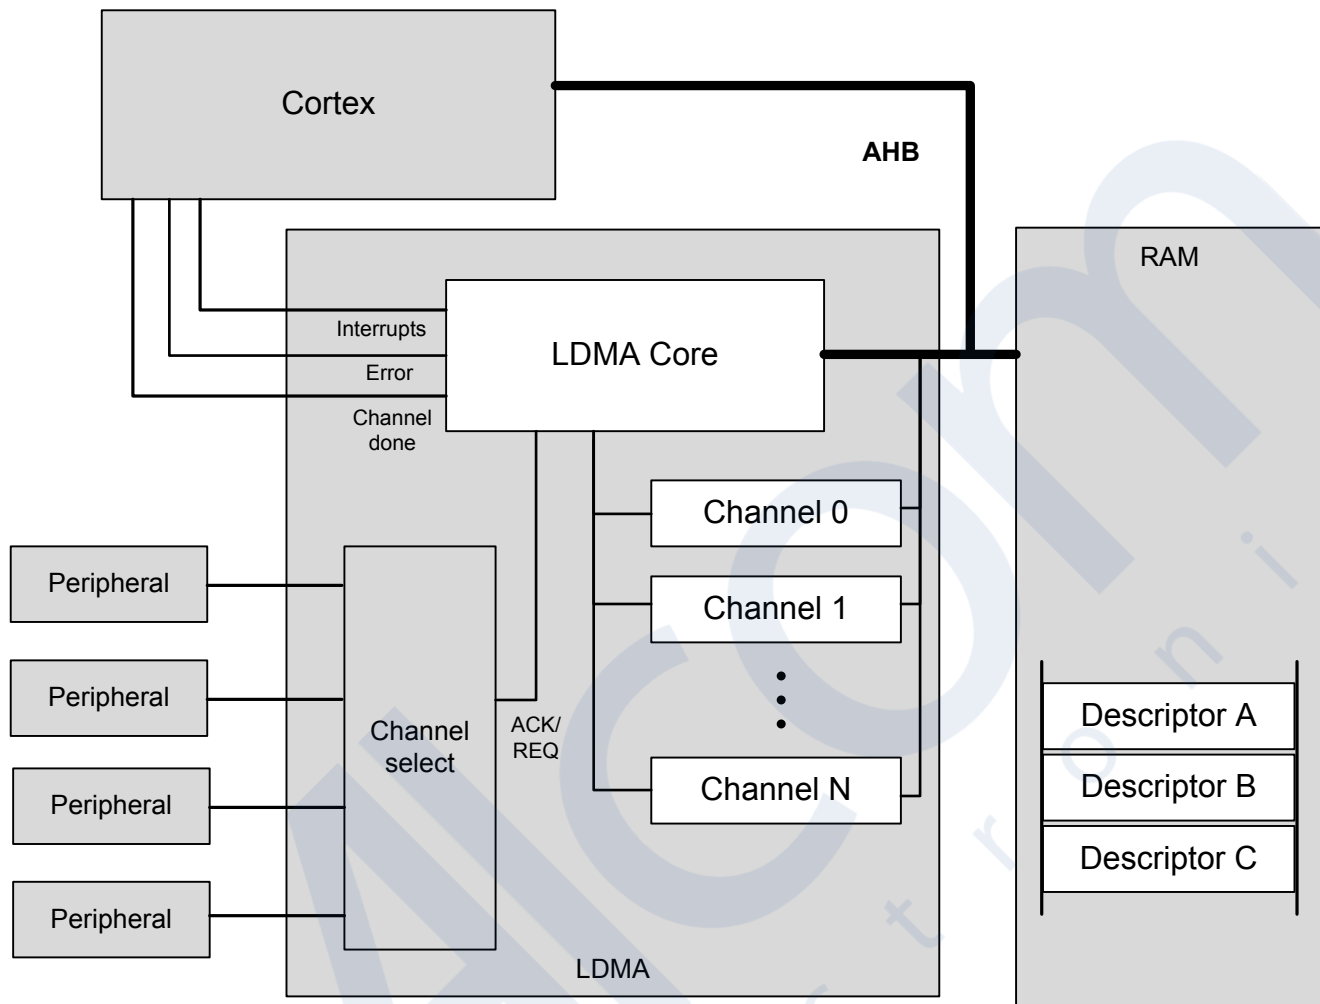 Cortex
AHB
RAM
Interrupts
LDMA Core
Error
Channel
done
Channel 0
Peripheral
Channel 1
Peripheral
Channel
select
ACK/
REQ
Descriptor A
Peripheral
Channel N
Descriptor B
Descriptor C
Peripheral
LDMA